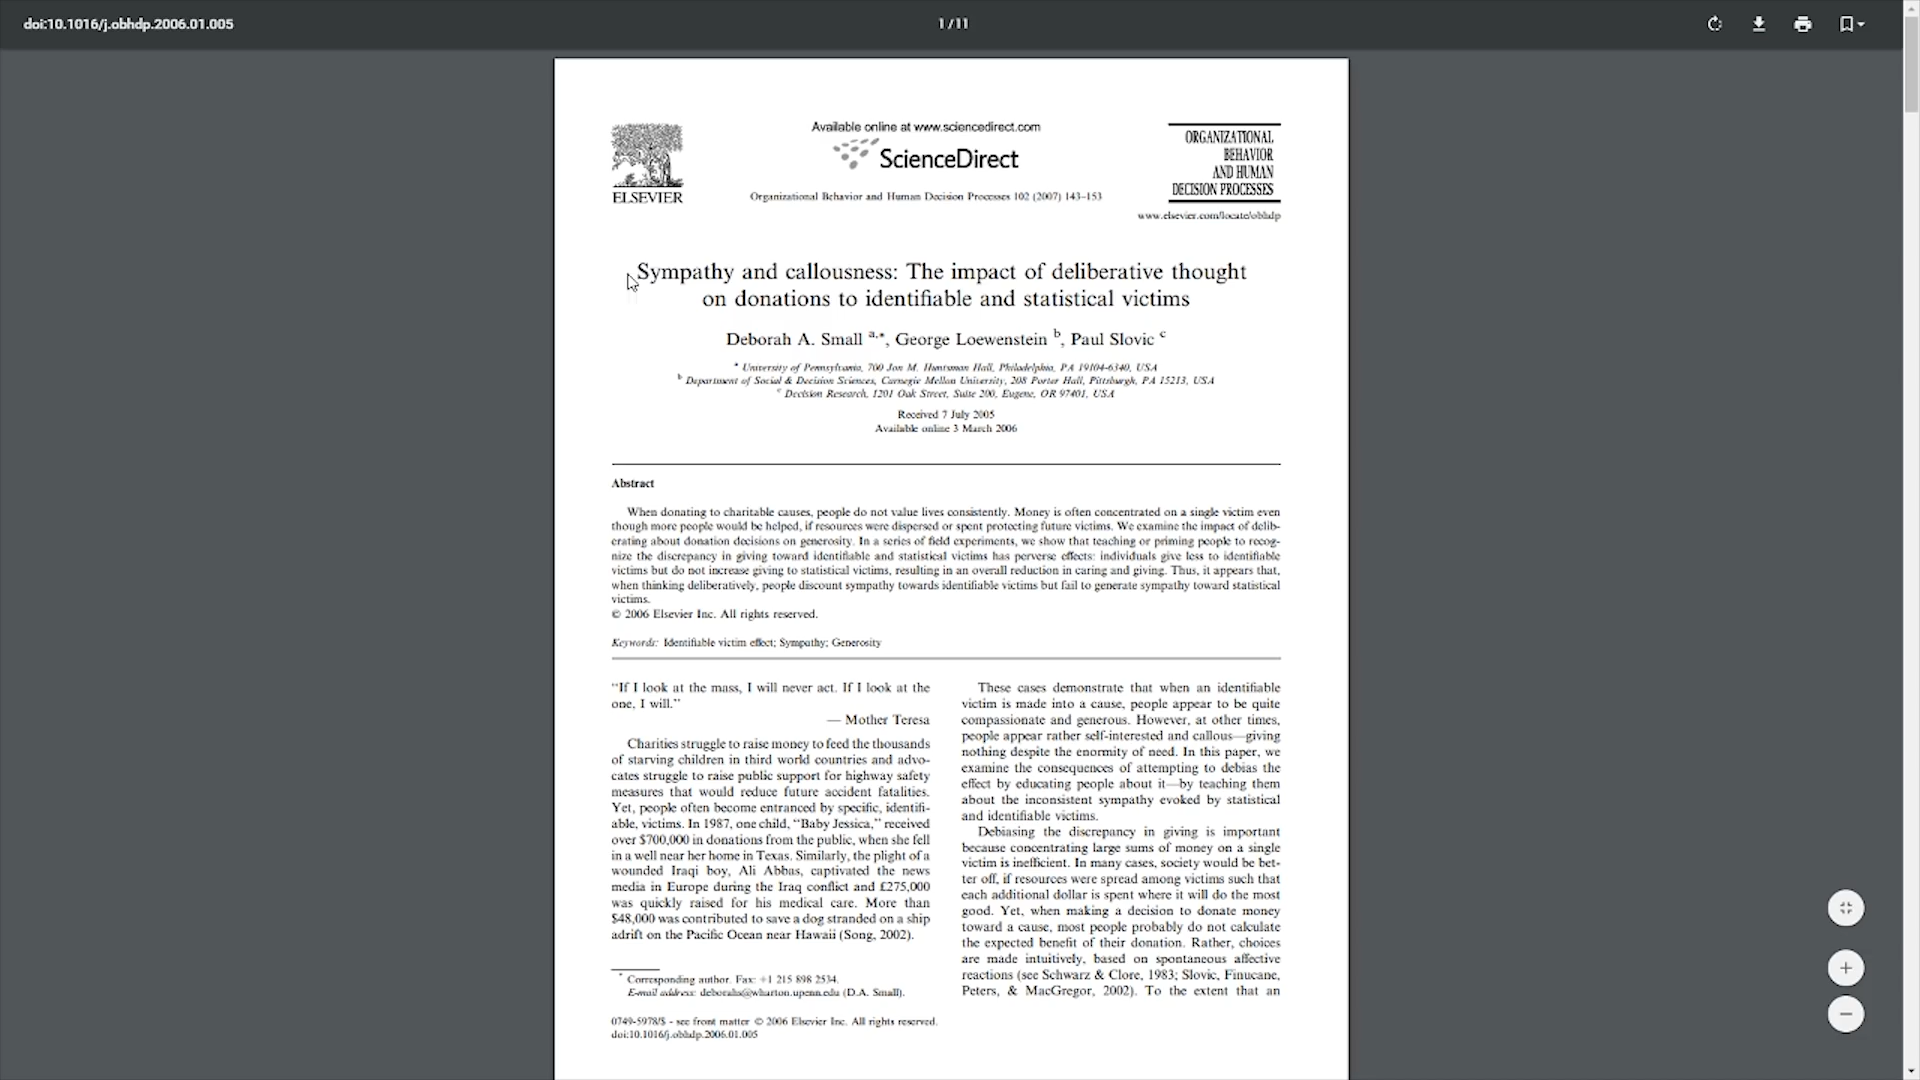 doi:10.1016/j.obhdp.2006.01.005
1 / 11
Available online at www.sciencedirect.com
ScienceDirect
ELSEVIER
Organizational Behavior and Human Decision Processes 102 (2007) 143–153
ORGANIZATIONAL
BEHAVIOR
AND HUMAN
DECISION PROCESSES
www.elsevier.com/locate/obhdp
Sympathy and callousness: The impact of deliberative thought
on donations to identifiable and statistical victims
Deborah A. Small a,*, George Loewenstein b, Paul Slovic c
a University of Pennsylvania, 700 Jon M. Huntsman Hall, Philadelphia, PA 19104-6340, USA
b Department of Social & Decision Sciences, Carnegie Mellon University, 208 Porter Hall, Pittsburgh, PA 15213, USA
c Decision Research, 1201 Oak Street, Suite 200, Eugene, OR 97401, USA
Received 7 July 2005
Available online 3 March 2006
Abstract
When donating to charitable causes, people do not value lives consistently. Money is often concentrated on a single victim even
though more people would be helped, if resources were dispersed or spent protecting future victims. We examine the impact of delib-
erating about donation decisions on generosity. In a series of field experiments, we show that teaching or priming people to recog-
nize the discrepancy in giving toward identifiable and statistical victims has perverse effects: individuals give less to identifiable
victims but do not increase giving to statistical victims, resulting in an overall reduction in caring and giving. Thus, it appears that,
when thinking deliberatively, people discount sympathy towards identifiable victims but fail to generate sympathy toward statistical
victims.
© 2006 Elsevier Inc. All rights reserved.
Keywords: Identifiable victim effect; Sympathy; Generosity
“If I look at the mass, I will never act. If I look at the
one, I will.”
— Mother Teresa
Charities struggle to raise money to feed the thousands
of starving children in third world countries and advo-
cates struggle to raise public support for highway safety
measures that would reduce future accident fatalities.
Yet, people often become entranced by specific, identifi-
able, victims. In 1987, one child, “Baby Jessica,” received
over $700,000 in donations from the public, when she fell
in a well near her home in Texas. Similarly, the plight of a
wounded Iraqi boy, Ali Abbas, captivated the news
media in Europe during the Iraq conflict and £275,000
was quickly raised for his medical care. More than
$48,000 was contributed to save a dog stranded on a ship
adrift on the Pacific Ocean near Hawaii (Song, 2002).
* Corresponding author. Fax: +1 215 898 2534.
E-mail address: deborahs@wharton.upenn.edu (D.A. Small).
0749-5978/$ - see front matter © 2006 Elsevier Inc. All rights reserved.
doi:10.1016/j.obhdp.2006.01.005
These cases demonstrate that when an identifiable
victim is made into a cause, people appear to be quite
compassionate and generous. However, at other times,
people appear rather self-interested and callous—giving
nothing despite the enormity of need. In this paper, we
examine the consequences of attempting to debias the
effect by educating people about it—by teaching them
about the inconsistent sympathy evoked by statistical
and identifiable victims.
Debiasing the discrepancy in giving is important
because concentrating large sums of money on a single
victim is inefficient. In many cases, society would be bet-
ter off, if resources were spread among victims such that
each additional dollar is spent where it will do the most
good. Yet, when making a decision to donate money
toward a cause, most people probably do not calculate
the expected benefit of their donation. Rather, choices
are made intuitively, based on spontaneous affective
reactions (see Schwarz & Clore, 1983; Slovic, Finucane,
Peters, & MacGregor, 2002). To the extent that an